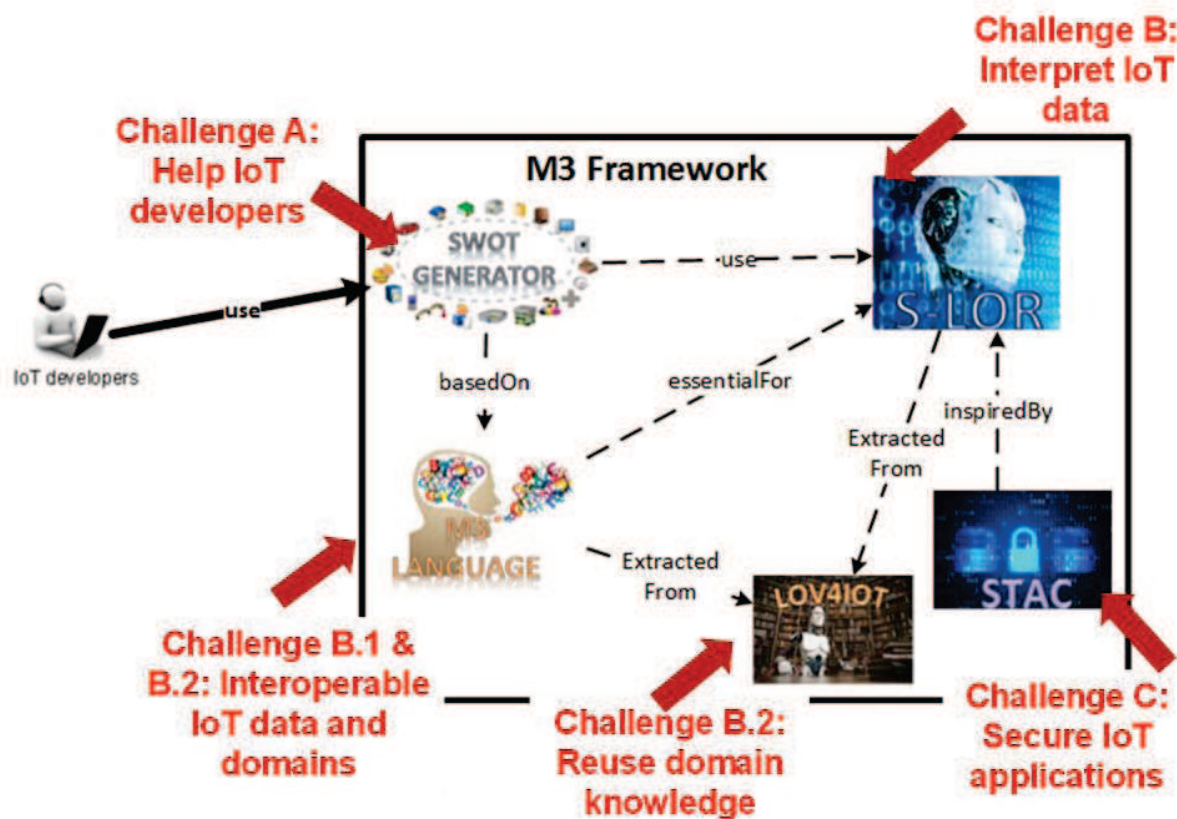 Challenge B:
Interpret IoT
data
Challenge A:
Help IoT
developers
M3 Framework
SWOT
GENERATOR
use
S-LOR
use
IoT developers
basedOn
essentialFor
inspiredBy
Extracted
From
M3
LANGUAGE
Extracted
From
LOV4IOT
STAC
Challenge B.1 &
B.2: Interoperable
IoT data and
domains
Challenge B.2:
Reuse domain
knowledge
Challenge C:
Secure IoT
applications